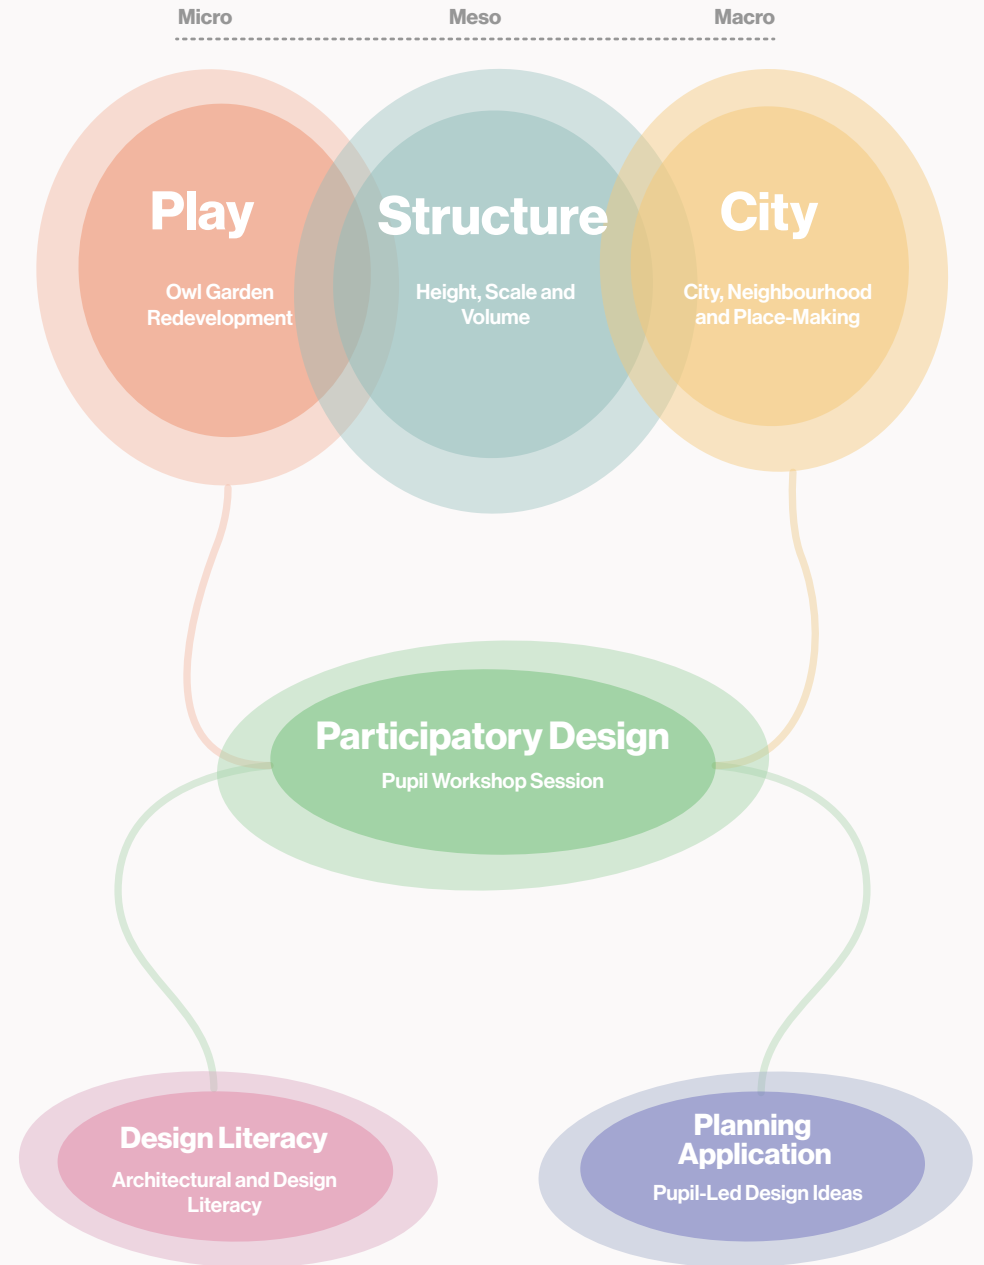 Micro
Meso
Macro
Play
Owl Garden
Redevelopment
Structure
Height, Scale and
Volume
City
City, Neighbourhood
and Place-Making
Participatory Design
Pupil Workshop Session
Design Literacy
Architectural and Design
Literacy
Planning
Application
Pupil-Led Design Ideas